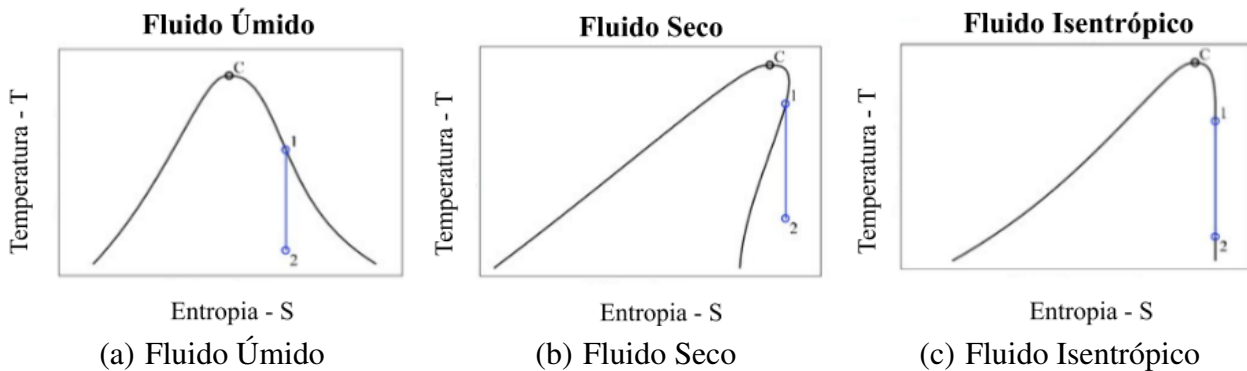 Fluido Úmido
C
1
2
Temperatura - T
Entropia - S
(a) Fluido Úmido
Fluido Seco
C
1
2
Temperatura - T
Entropia - S
(b) Fluido Seco
Fluido Isentrópico
C
1
2
Temperatura - T
Entropia - S
(c) Fluido Isentrópico